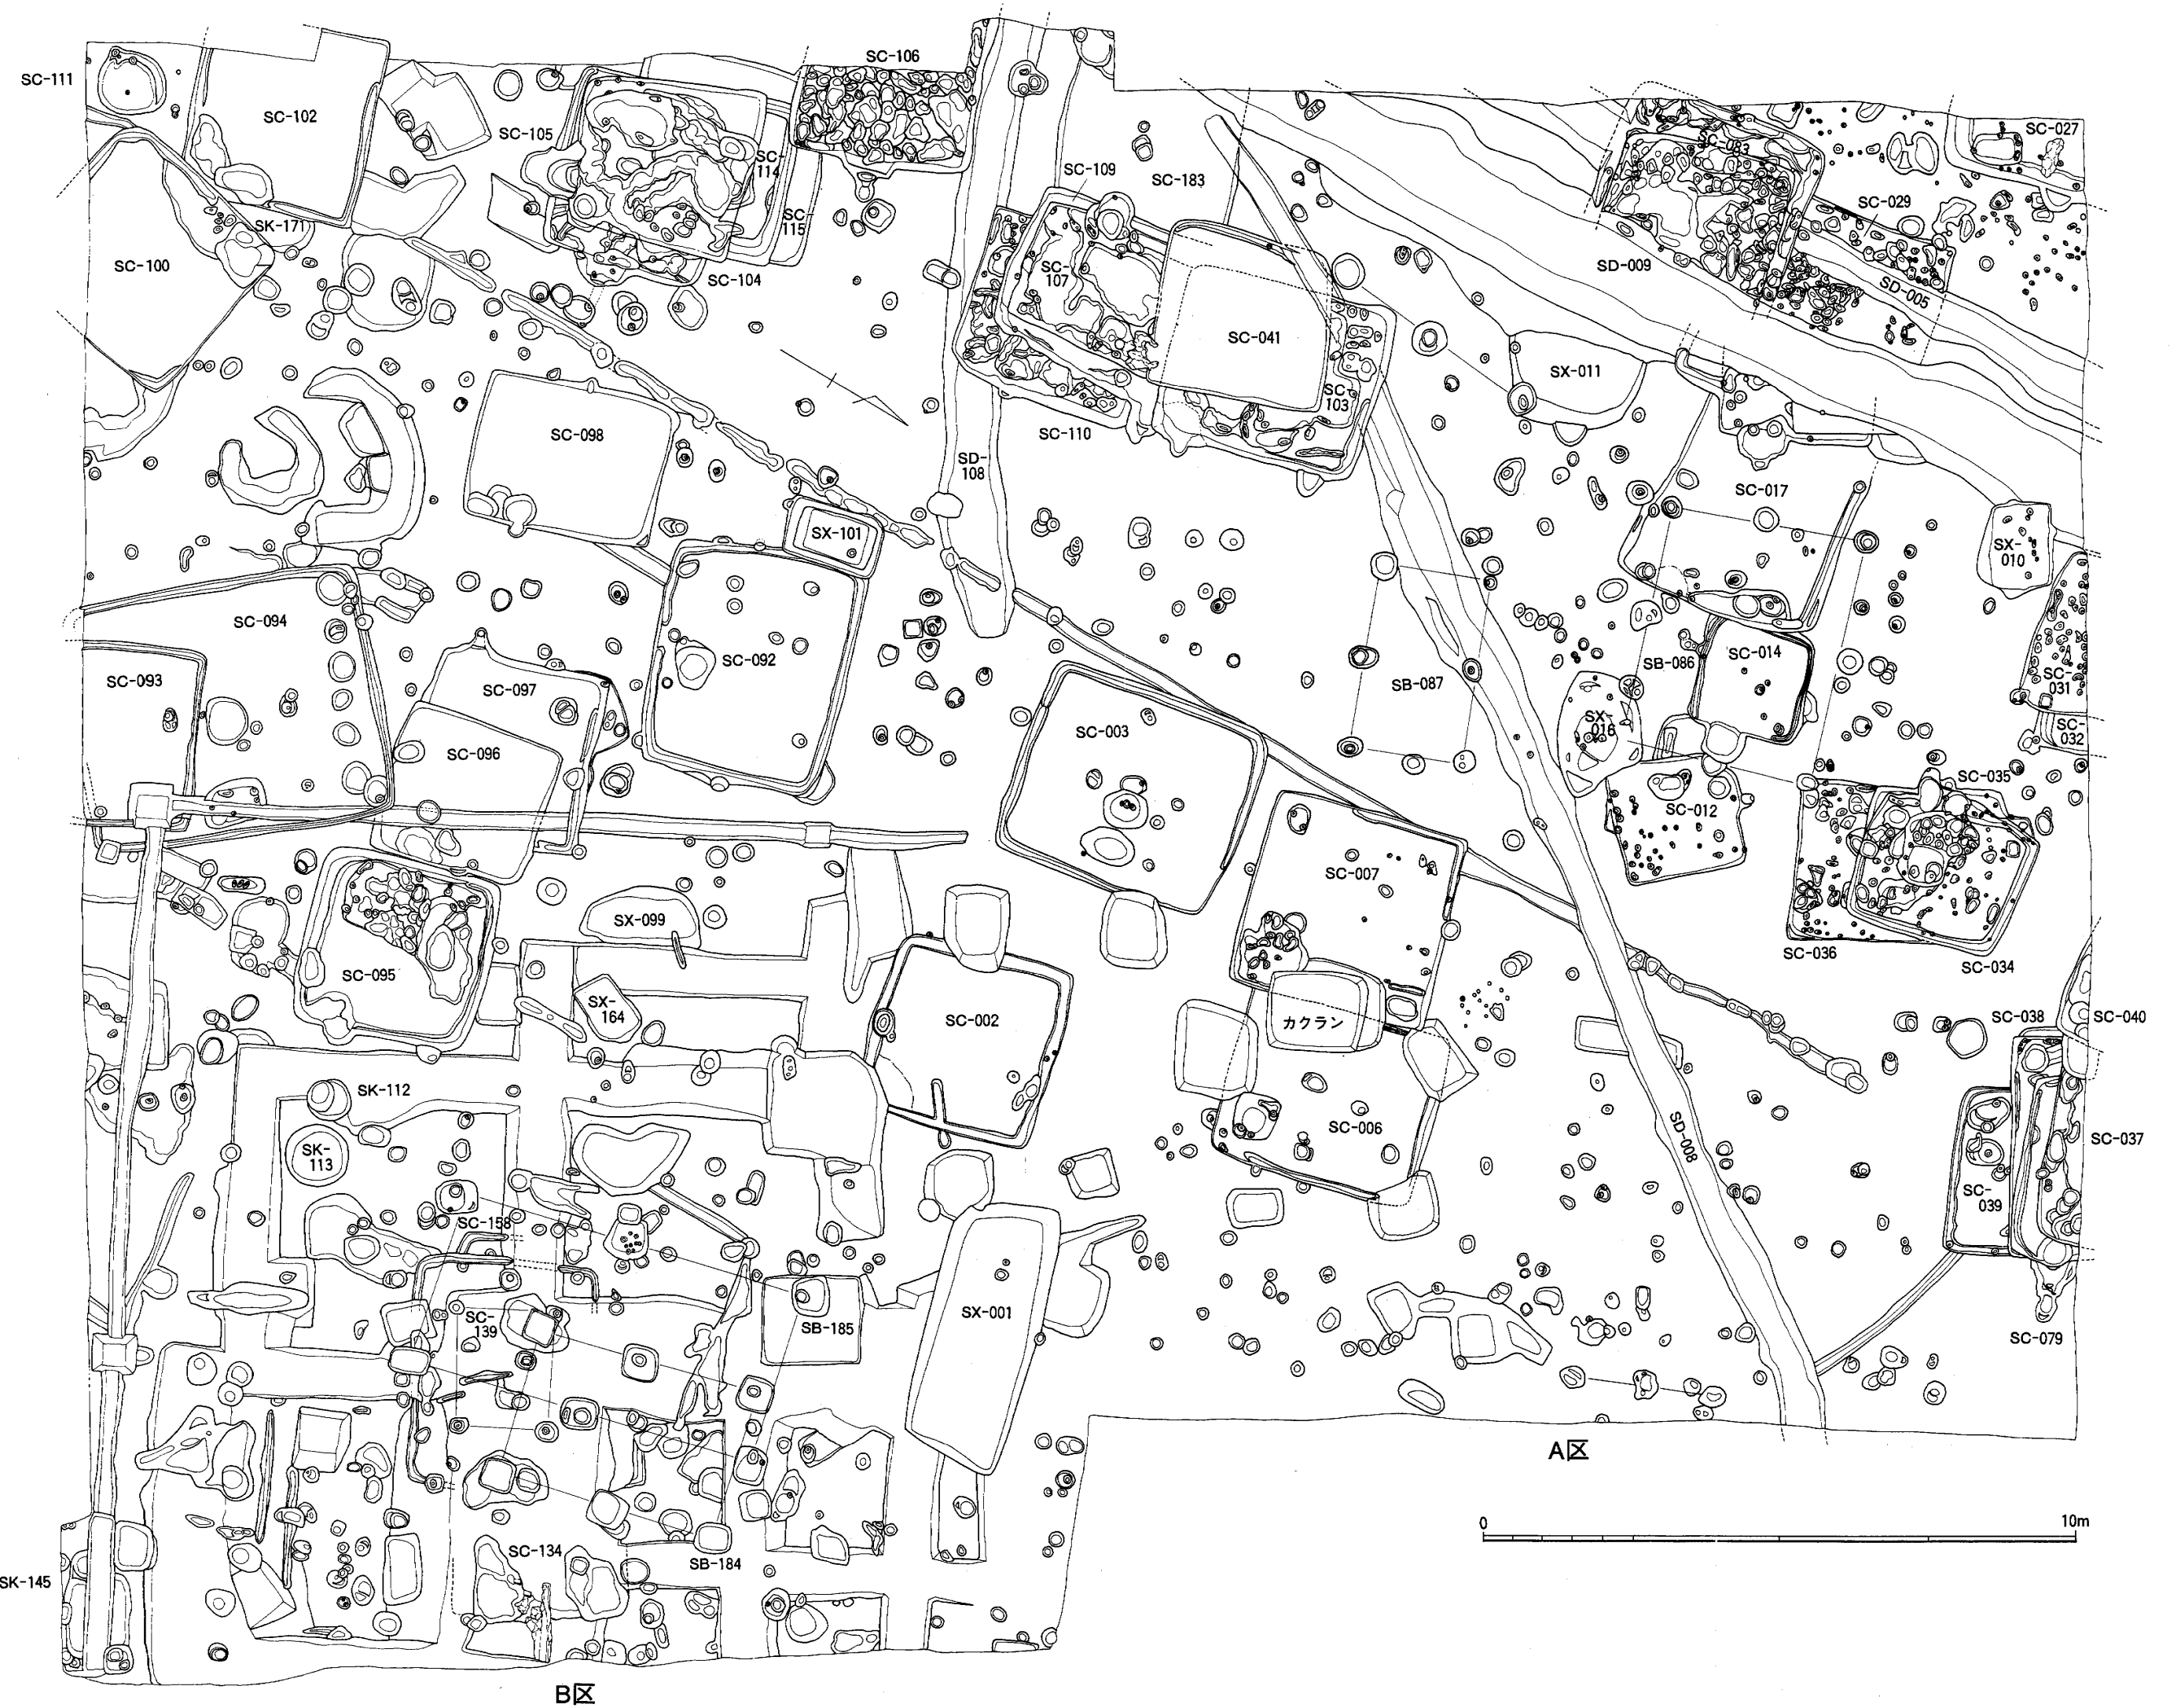 SC-106
SC-111
SC-102
SC-105
SC-
114
SC-
115
SC-104
SK-171
SC-100
SC-109
SC-183
SC-
107
SC-041
SC-
103
SC-110
SC-083
SC-027
SC-029
SD-009
SD-005
SX-011
SC-098
SD-
108
SX-101
SC-017
SX-
010
SC-094
SC-093
SC-097
SC-096
SC-092
SC-003
SB-087
SB-086
SC-014
SX-
016
SC-031
SC-
032
SC-012
SC-035
SC-036
SC-034
SC-007
カクラン
SX-099
SC-095
SX-
164
SC-002
SC-006
SC-038
SC-040
SC-037
SC-
039
SC-079
SD-008
SK-112
SK-
113
SC-158
SC-
139
SB-185
SX-001
SC-134
SB-184
SK-145
A区
B区
0
10m